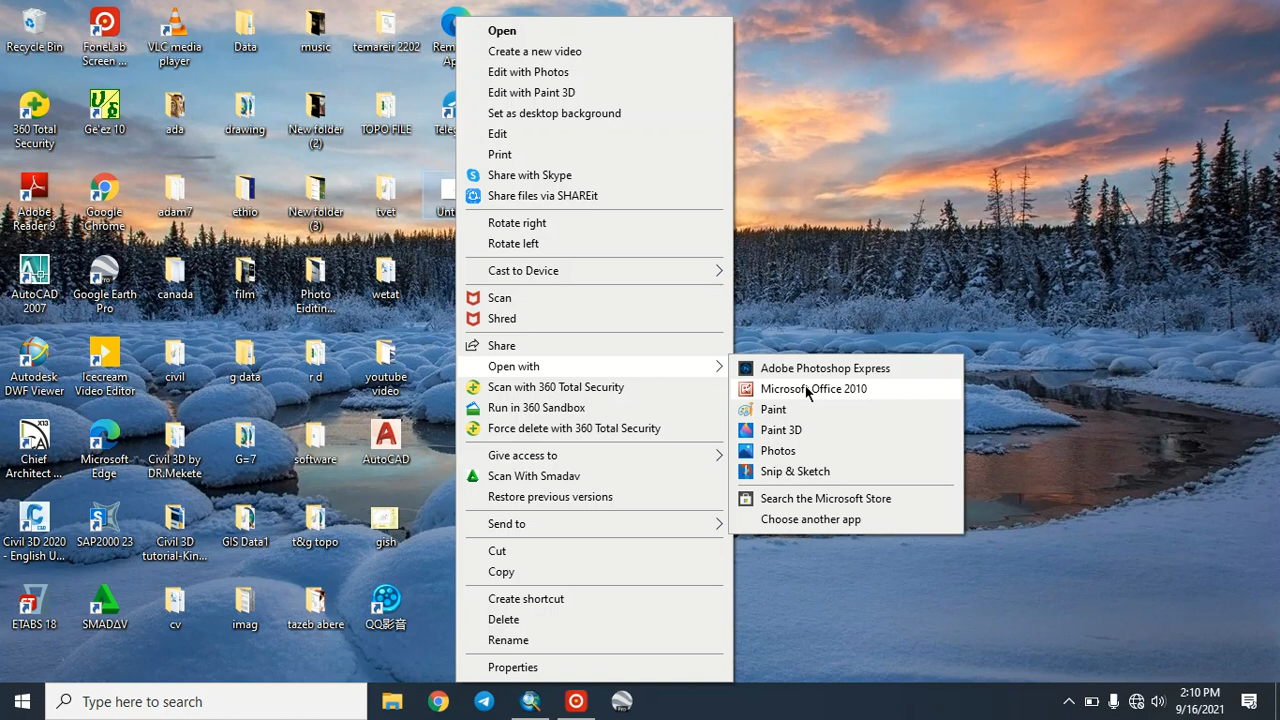 Recycle Bin
FoneLab
Screen ...
VLC media
player
Data
music
temareir 2202
360 Total
Security
Ge'ez 10
ada
drawing
New folder
(2)
TOPO FILE
Adobe
Reader 9
Google
Chrome
adam7
ethio
New folder
(3)
tvet
AutoCAD
2007
Google Earth
Pro
canada
film
Photo
Eiditin...
wetat
Autodesk
DWF Viewer
Icecream
Video Editor
civil
g data
r d
youtube
video
Chief
Architect ...
Microsoft
Edge
Civil 3D by
DR.Mekete
G=7
software
AutoCAD
Civil 3D 2020
- English U...
SAP2000 23
Civil 3D
tutorial-Kin...
GIS Data1
t&g topo
gish
ETABS 18
SMADΔV
cv
imag
tazeb abere
QQ影音
Open
Create a new video
Edit with Photos
Edit with Paint 3D
Set as desktop background
Edit
Print
Share with Skype
Share files via SHAREit
Rotate right
Rotate left
Cast to Device
Scan
Shred
Share
Open with
Scan with 360 Total Security
Run in 360 Sandbox
Force delete with 360 Total Security
Give access to
Scan With Smadav
Restore previous versions
Send to
Cut
Copy
Create shortcut
Delete
Rename
Properties
Adobe Photoshop Express
Microsoft Office 2010
Paint
Paint 3D
Photos
Snip & Sketch
Search the Microsoft Store
Choose another app
Type here to search
2:10 PM
9/16/2021